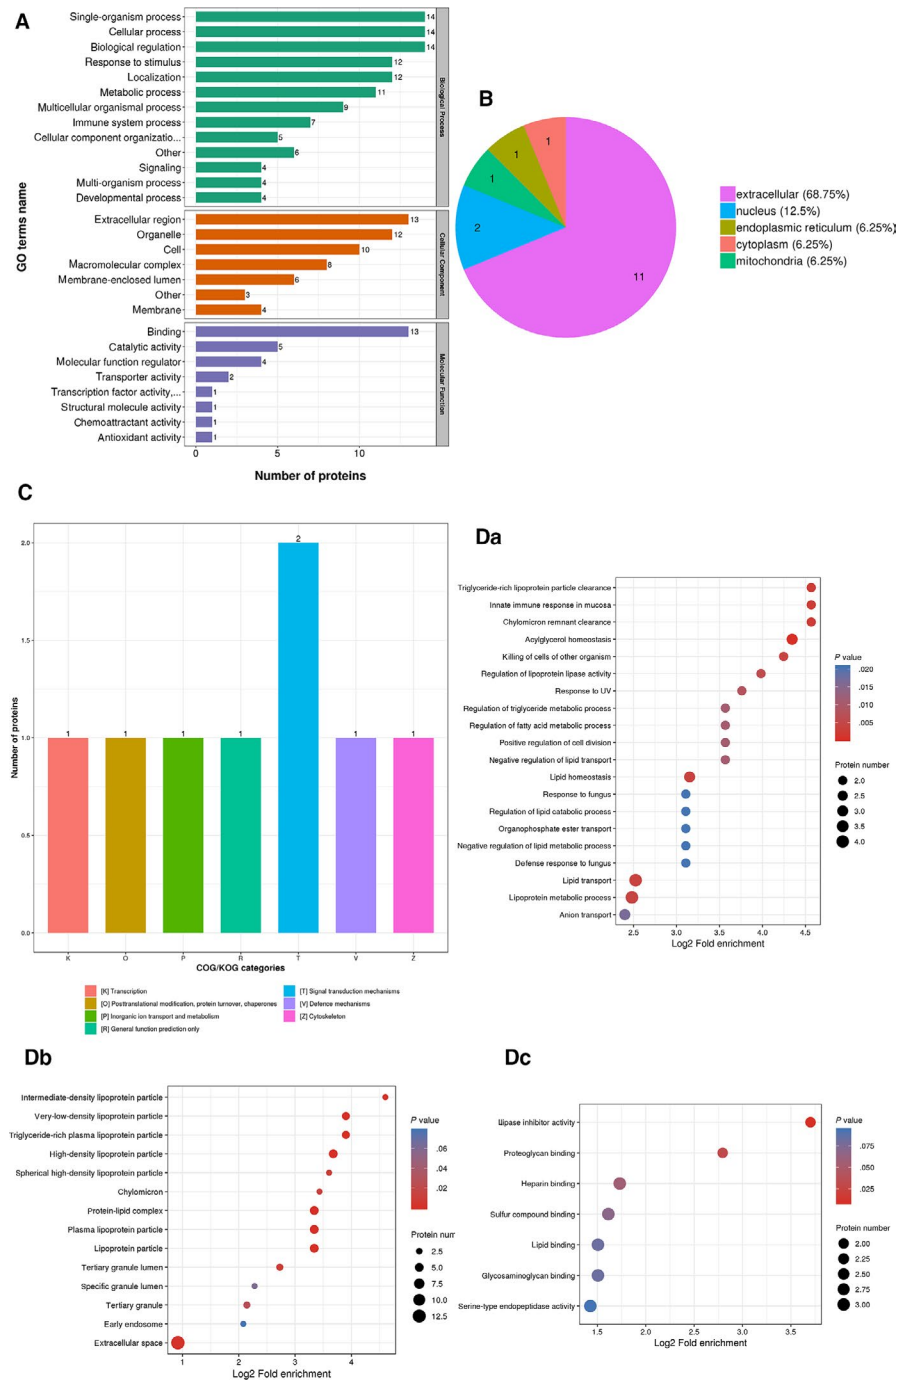 A
GO terms name
Single-organism process
14
Cellular process
14
Biological regulation
14
Response to stimulus
12
Localization
12
Metabolic process
11
Multicellular organismal process
9
Immune system process
7
Cellular component organizatio...
5
Other
6
Signaling
4
Multi-organism process
4
Developmental process
4
Biological Process
Extracellular region
13
Organelle
12
Cell
10
Macromolecular complex
8
Membrane-enclosed lumen
6
Other
3
Membrane
4
Cellular Component
Binding
13
Catalytic activity
5
Molecular function regulator
4
Transporter activity
2
Transcription factor activity,...
1
Structural molecule activity
1
Chemoattractant activity
1
Antioxidant activity
1
Molecular Function
0 5 10
Number of proteins
B
1
1
1
2
11
extracellular (68.75%)
nucleus (12.5%)
endoplasmic reticulum (6.25%)
cytoplasm (6.25%)
mitochondria (6.25%)
C
Number of proteins
2.0
1.5
1.0
0.5
0.0
1 1 1 1 2 1 1
K O P R T V Z
COG/KOG categories
[K] Transcription
[O] Posttranslational modification, protein turnover, chaperones
[P] Inorganic ion transport and metabolism
[R] General function prediction only
[T] Signal transduction mechanisms
[V] Defence mechanisms
[Z] Cytoskeleton
Da
Triglyceride-rich lipoprotein particle clearance
Innate immune response in mucosa
Chylomicron remnant clearance
Acylglycerol homeostasis
Killing of cells of other organism
Regulation of lipoprotein lipase activity
Response to UV
Regulation of triglyceride metabolic process
Regulation of fatty acid metabolic process
Positive regulation of cell division
Negative regulation of lipid transport
Lipid homeostasis
Response to fungus
Regulation of lipid catabolic process
Organophosphate ester transport
Negative regulation of lipid metabolic process
Defense response to fungus
Lipid transport
Lipoprotein metabolic process
Anion transport
2.5 3.0 3.5 4.0 4.5
Log2 Fold enrichment
P value
.020
.015
.010
.005
Protein number
2.0
2.5
3.0
3.5
4.0
Db
Intermediate-density lipoprotein particle
Very-low-density lipoprotein particle
Triglyceride-rich plasma lipoprotein particle
High-density lipoprotein particle
Spherical high-density lipoprotein particle
Chylomicron
Protein-lipid complex
Plasma lipoprotein particle
Lipoprotein particle
Tertiary granule lumen
Specific granule lumen
Tertiary granule
Early endosome
Extracellular space
1 2 3 4
Log2 Fold enrichment
P value
.06
.04
.02
Protein num
2.5
5.0
7.5
10.0
12.5
Dc
lipase inhibitor activity
Proteoglycan binding
Heparin binding
Sulfur compound binding
Lipid binding
Glycosaminoglycan binding
Serine-type endopeptidase activity
1.5 2.0 2.5 3.0 3.5
Log2 Fold enrichment
P value
.075
.050
.025
Protein number
2.00
2.25
2.50
2.75
3.00